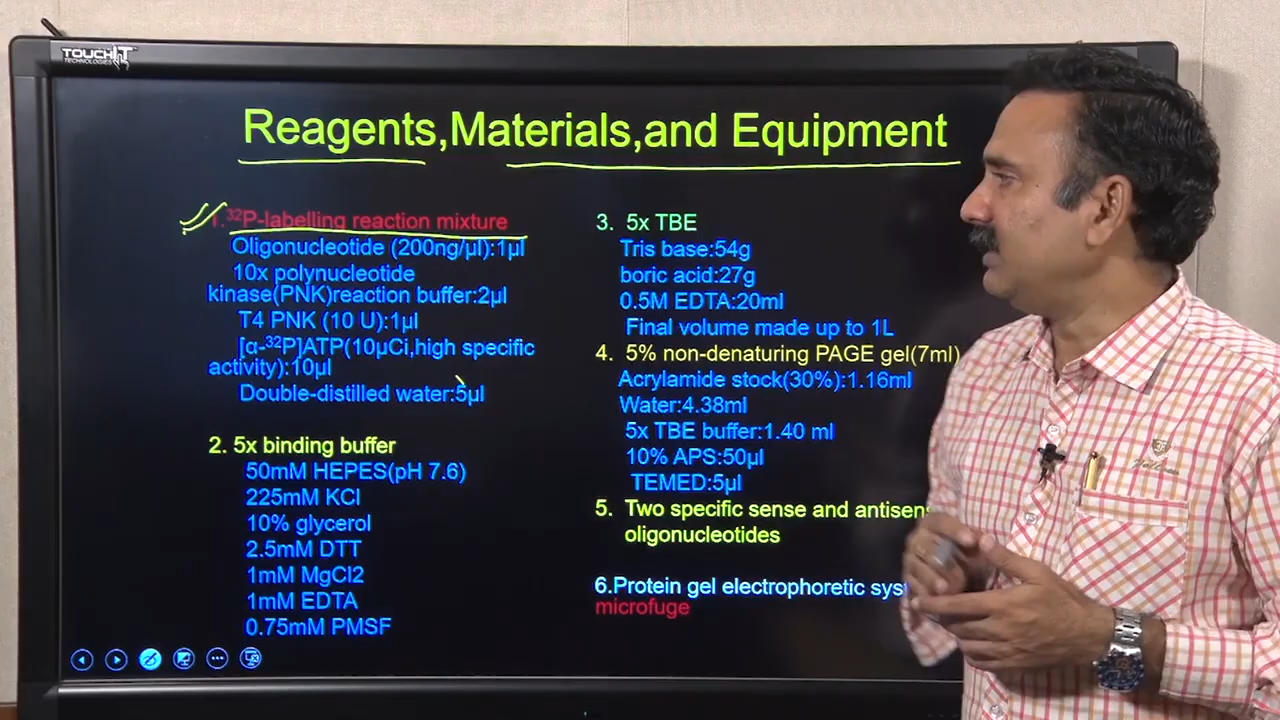 TOUCHIT
TECHNOLOGIES
Reagents,Materials,and Equipment
1.³²P-labelling reaction mixture
Oligonucleotide (200ng/µl):1µl
10x polynucleotide
kinase(PNK)reaction buffer:2µl
T4 PNK (10 U):1µl
[α-³²P]ATP(10µCi,high specific
activity):10µl
Double-distilled water:5µl
2. 5x binding buffer
50mM HEPES(pH 7.6)
225mM KCl
10% glycerol
2.5mM DTT
1mM MgCl2
1mM EDTA
0.75mM PMSF
3. 5x TBE
Tris base:54g
boric acid:27g
0.5M EDTA:20ml
Final volume made up to 1L
4. 5% non-denaturing PAGE gel(7ml)
Acrylamide stock(30%):1.16ml
Water:4.38ml
5x TBE buffer:1.40 ml
10% APS:50µl
TEMED:5µl
5. Two specific sense and antisens
oligonucleotides
6.Protein gel electrophoretic sys
microfuge